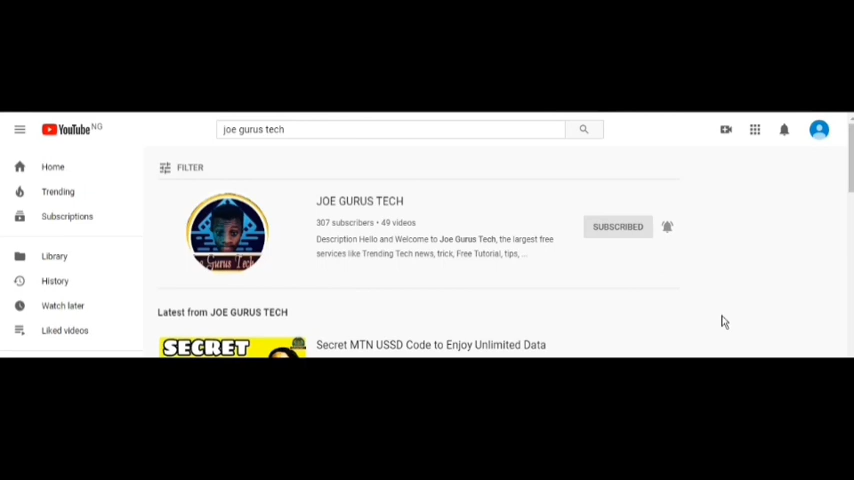 YouTube NG
joe gurus tech
Home
Trending
Subscriptions
Library
History
Watch later
Liked videos
FILTER
JOE GURUS TECH
307 subscribers • 49 videos
Description Hello and Welcome to Joe Gurus Tech, the largest free
services like Trending Tech news, trick, Free Tutorial, tips, ...
SUBSCRIBED
Gurus Tech
Latest from JOE GURUS TECH
SECRET
Secret MTN USSD Code to Enjoy Unlimited Data